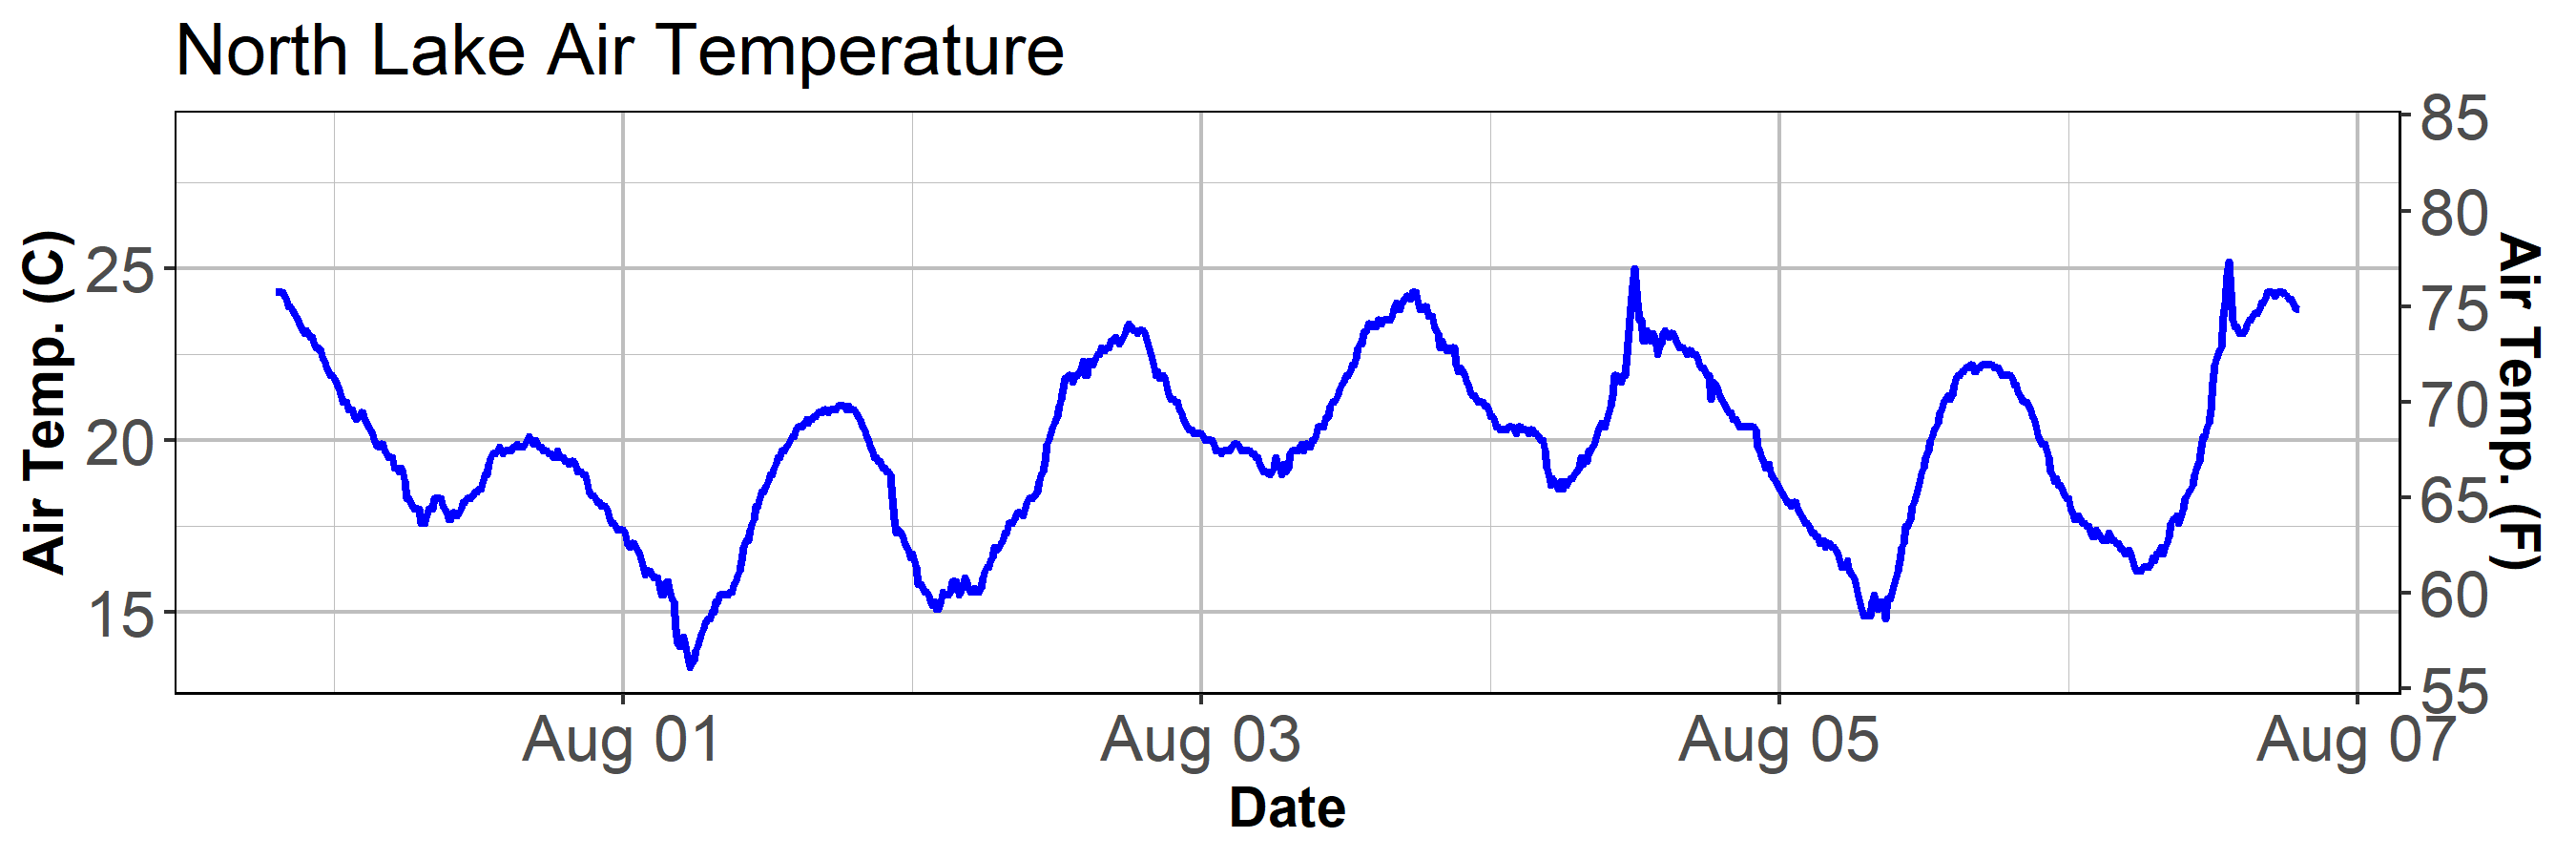 North Lake Air Temperature
Air Temp. (C)
25
20
15
85
80
75
70
65
60
55
Air Temp. (F)
Aug 01
Aug 03
Aug 05
Aug 07
Date